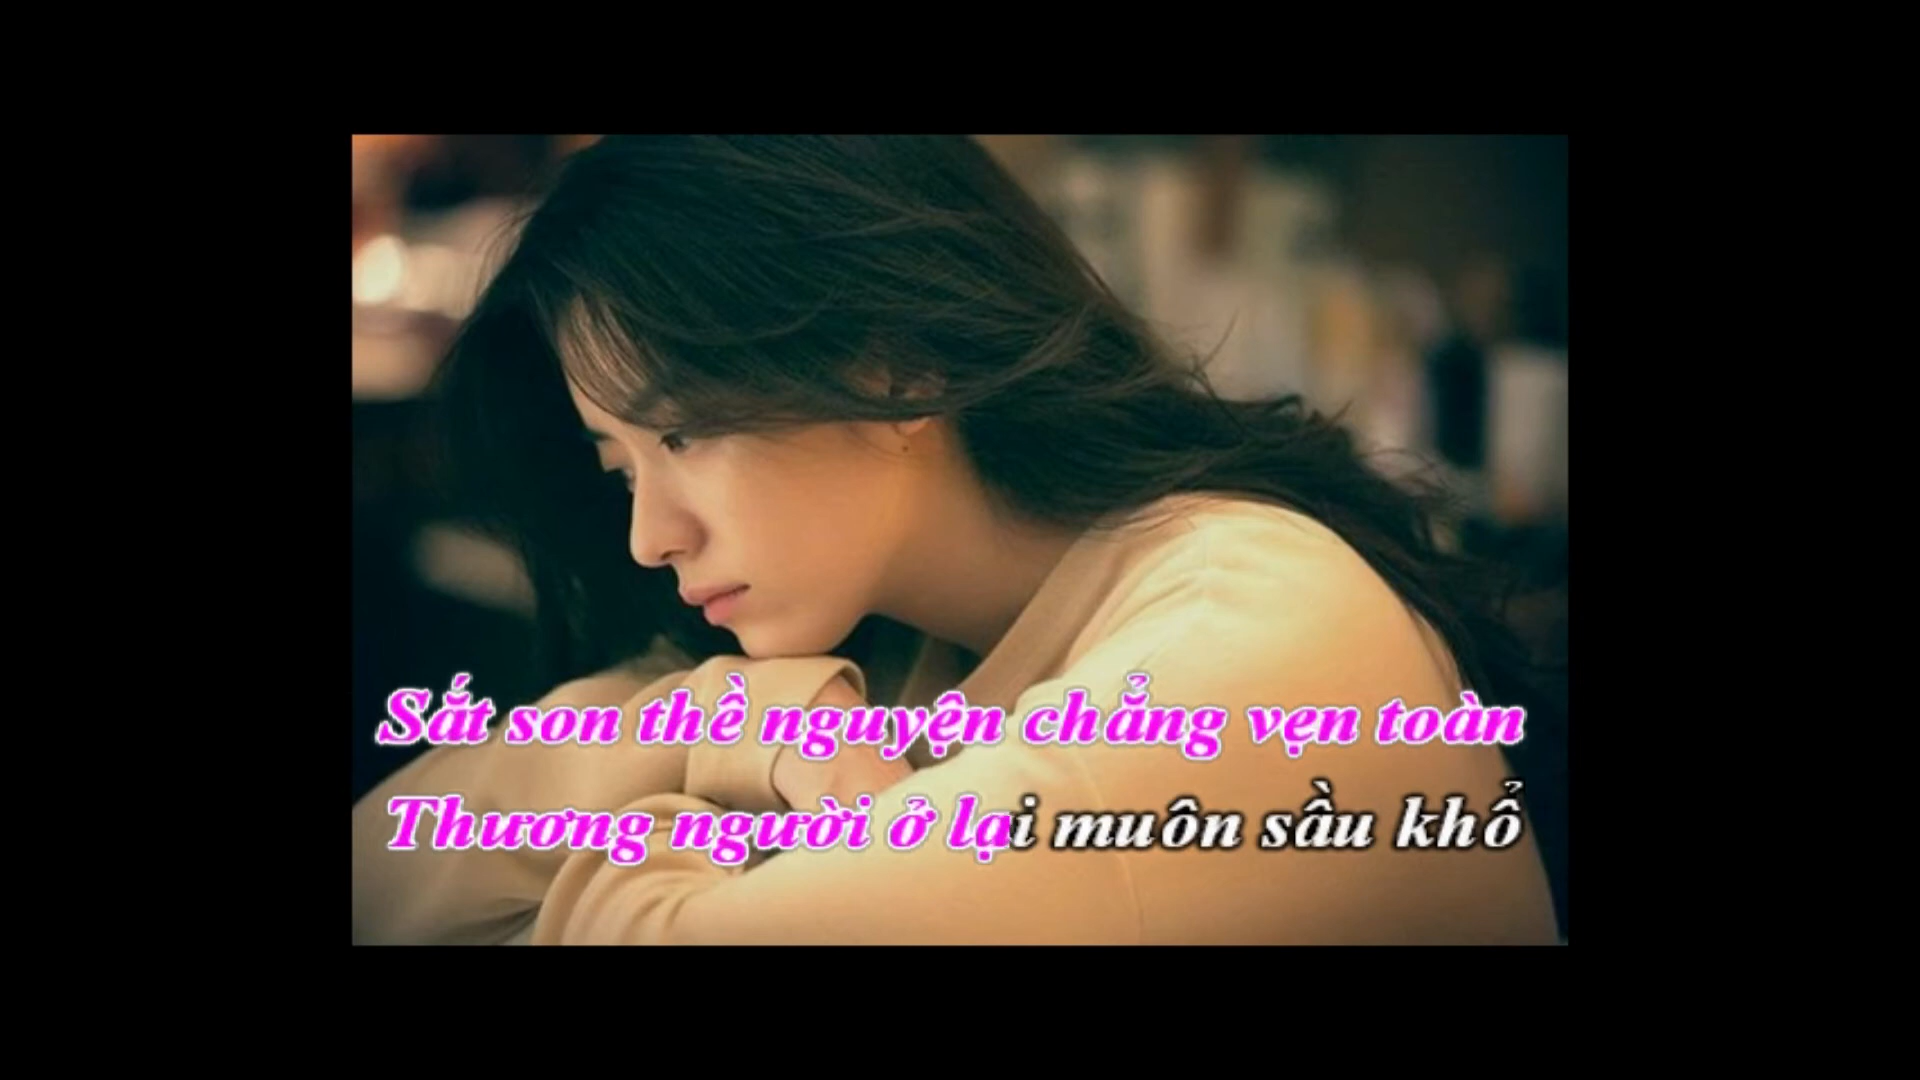 Sắt son thề nguyện chẳng vẹn toàn
Thương người ở lại muôn sầu khổ